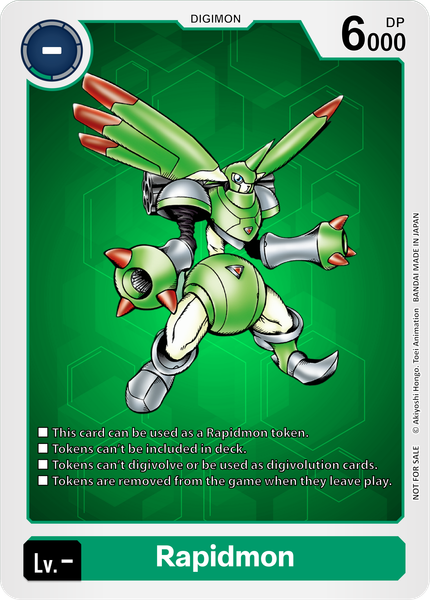 DIGIMON
-
DP
6000
■ This card can be used as a Rapidmon token.
■ Tokens can't be included in deck.
■ Tokens can't digivolve or be used as digivolution cards.
■ Tokens are removed from the game when they leave play.
NOT FOR SALE © Akiyoshi Hongo, Toei Animation BANDAI MADE IN JAPAN
Lv.-
Rapidmon